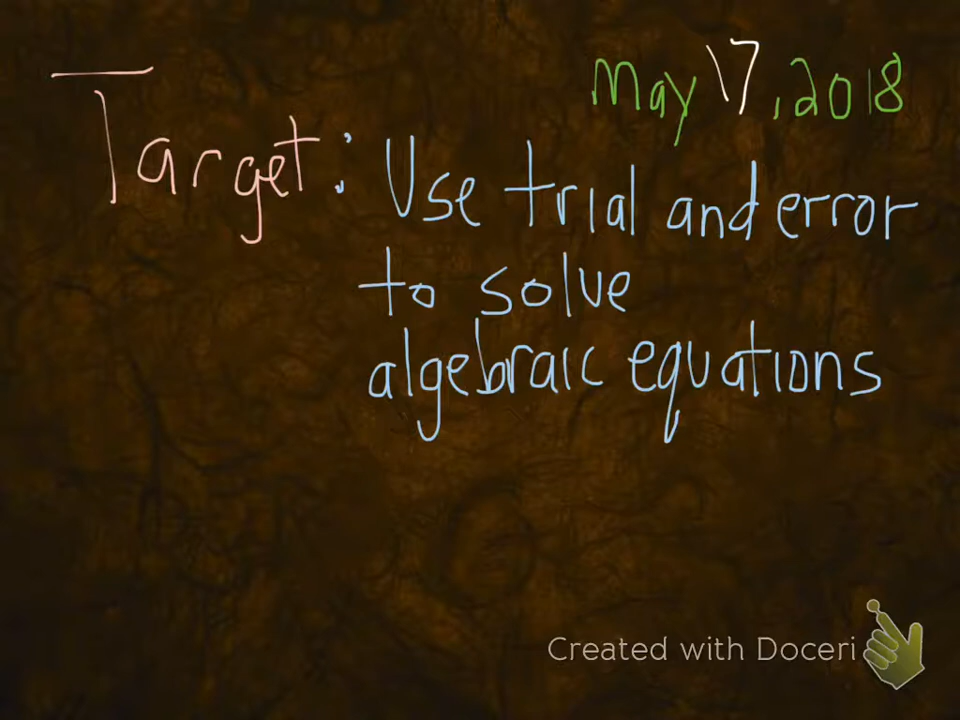 May 17, 2018
Target: Use trial and error
to solve
algebraic equations
Created with Doceri